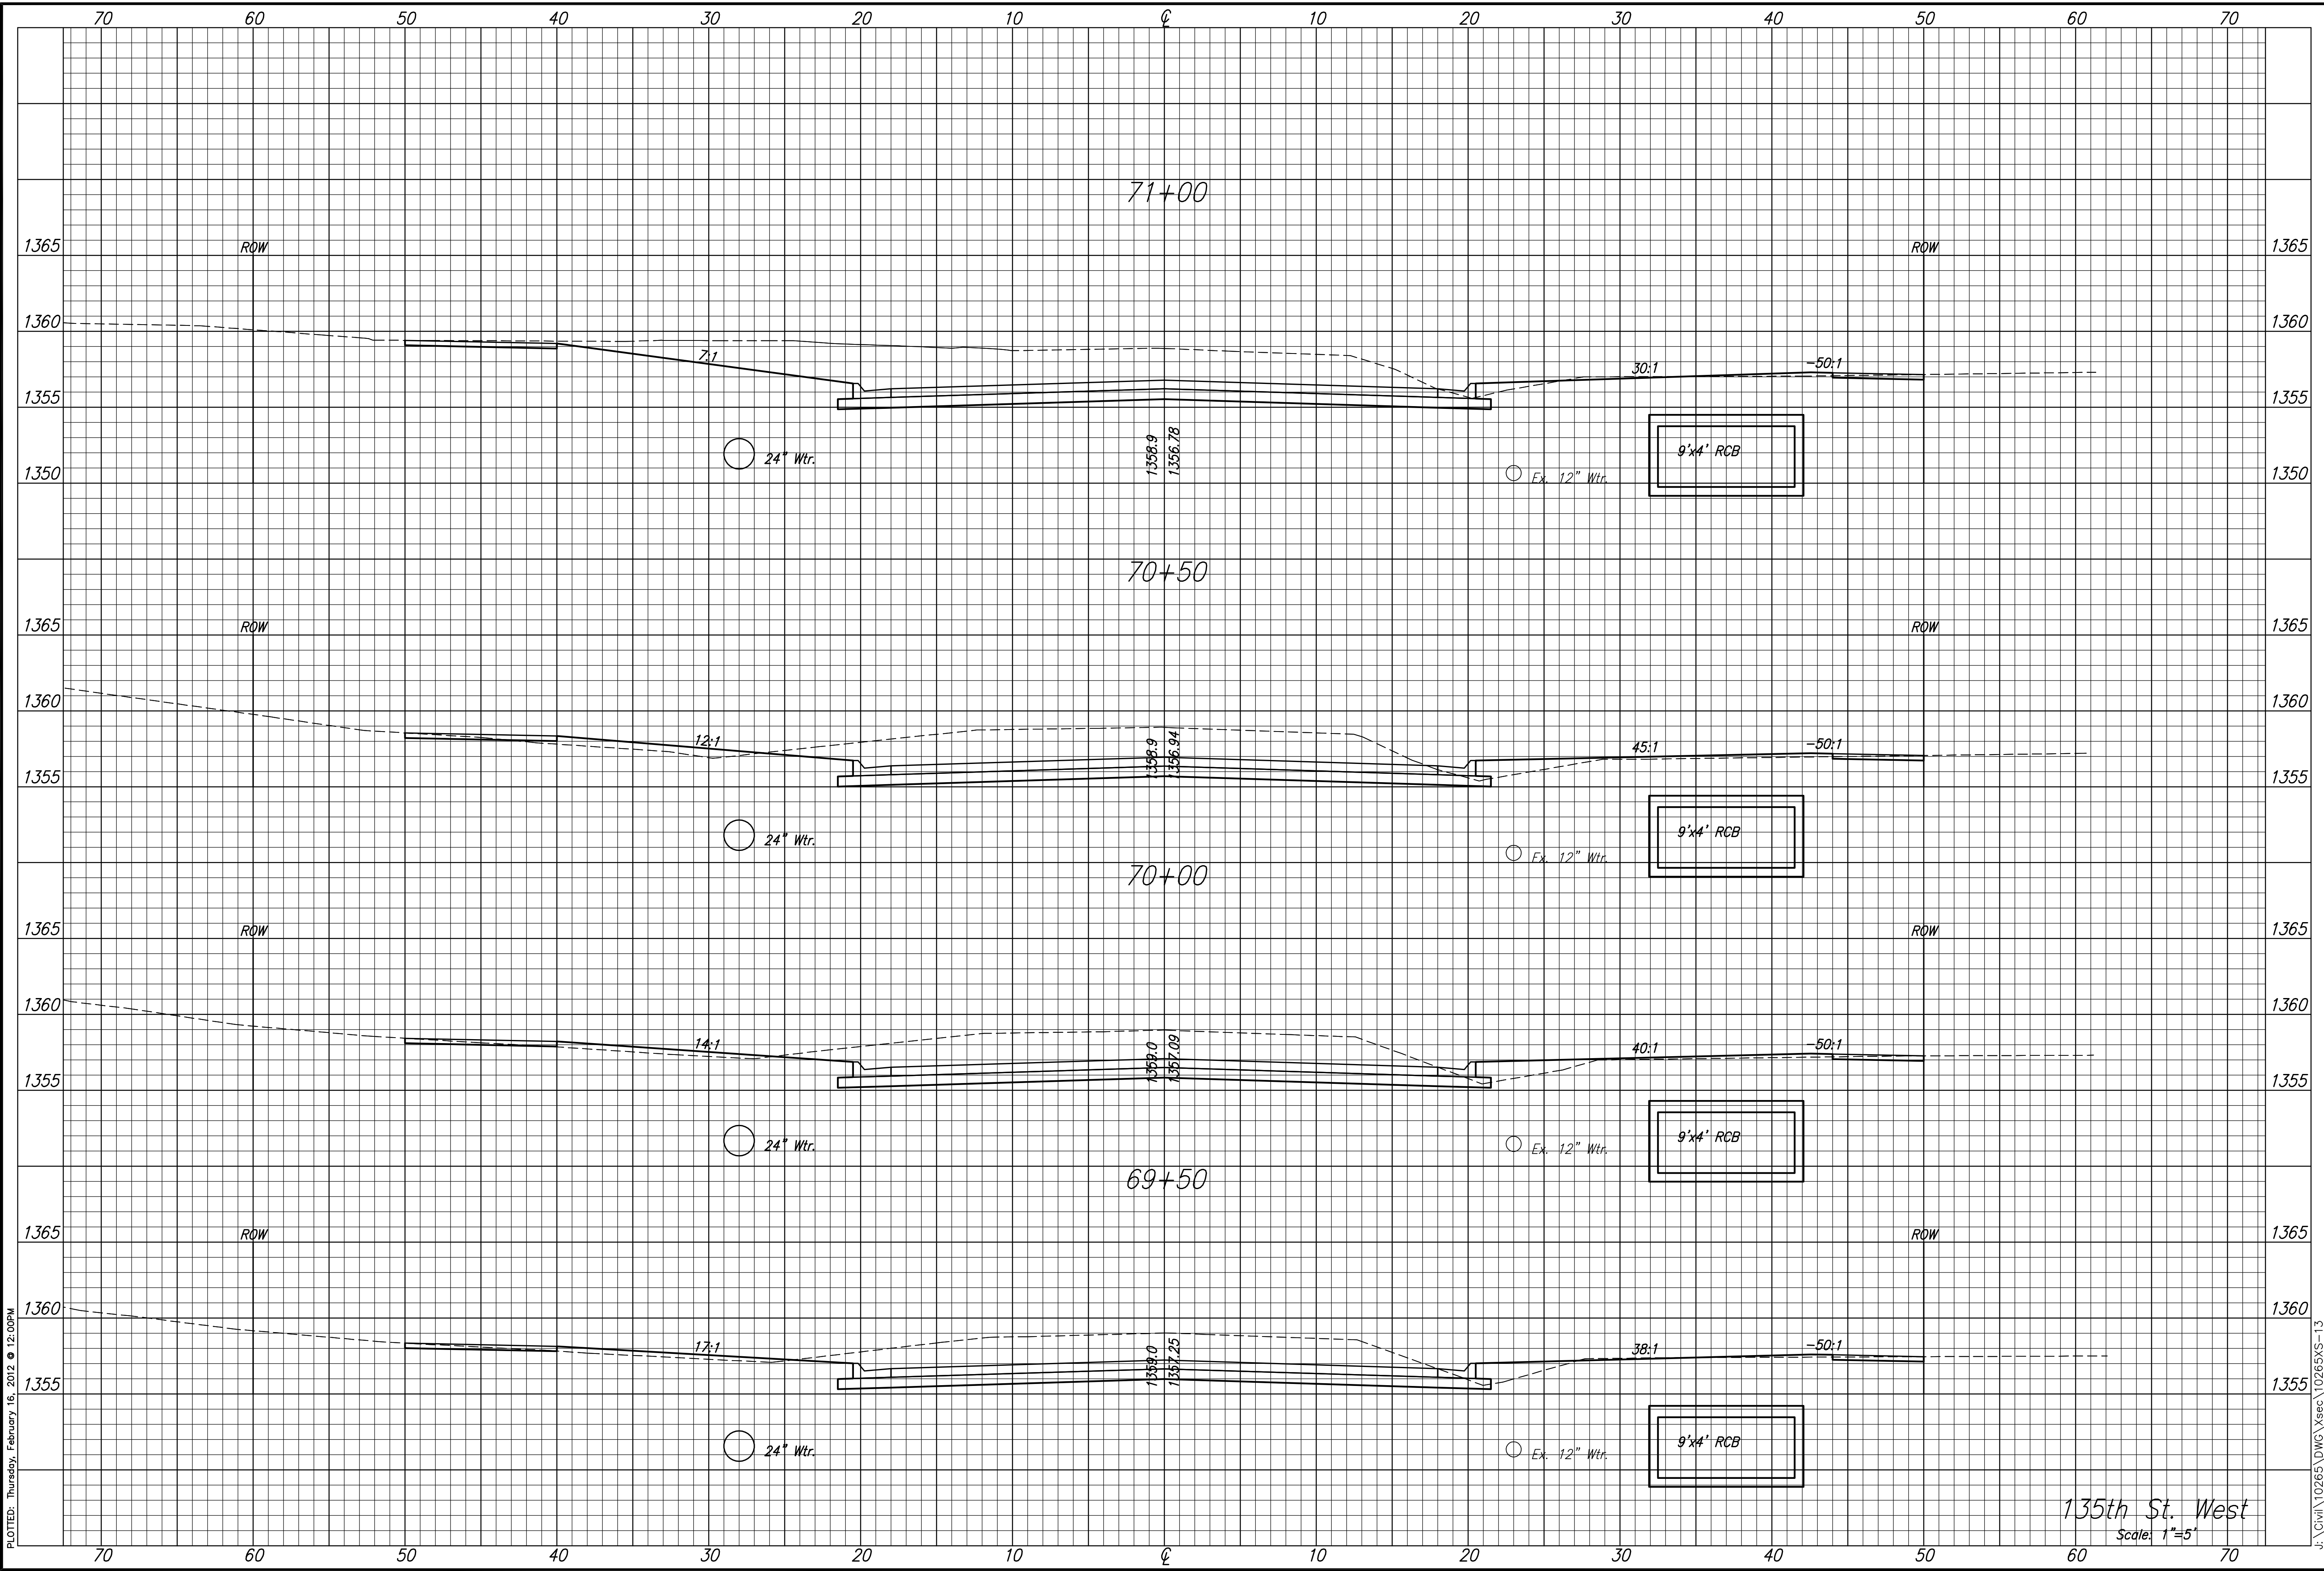 70 60 50 40 30 20 10 ℄ 10 20 30 40 50 60 70
71+00
1365 ROW ROW 1365
1360 1360
7:1 30:1 -50:1
1355 1355
1358.9
1356.78
24" Wtr. Ex. 12" Wtr. 9'x4' RCB
1350 1350
70+50
1365 ROW ROW 1365
1360 1360
12:1 45:1 -50:1
1358.9
1356.94
1355 1355
24" Wtr. Ex. 12" Wtr. 9'x4' RCB
70+00
1365 ROW ROW 1365
1360 1360
14:1 40:1 -50:1
1359.0
1357.09
1355 1355
24" Wtr. Ex. 12" Wtr. 9'x4' RCB
69+50
1365 ROW ROW 1365
1360 1360
17:1 38:1 -50:1
1359.0
1357.25
1355 1355
24" Wtr. Ex. 12" Wtr. 9'x4' RCB
135th St. West
Scale: 1"=5'
70 60 50 40 30 20 10 ℄ 10 20 30 40 50 60 70
PLOTTED: Thursday, February 16, 2012 @ 12:00PM
J:\Civil\10265\DWG\Xsec\10265XS-13